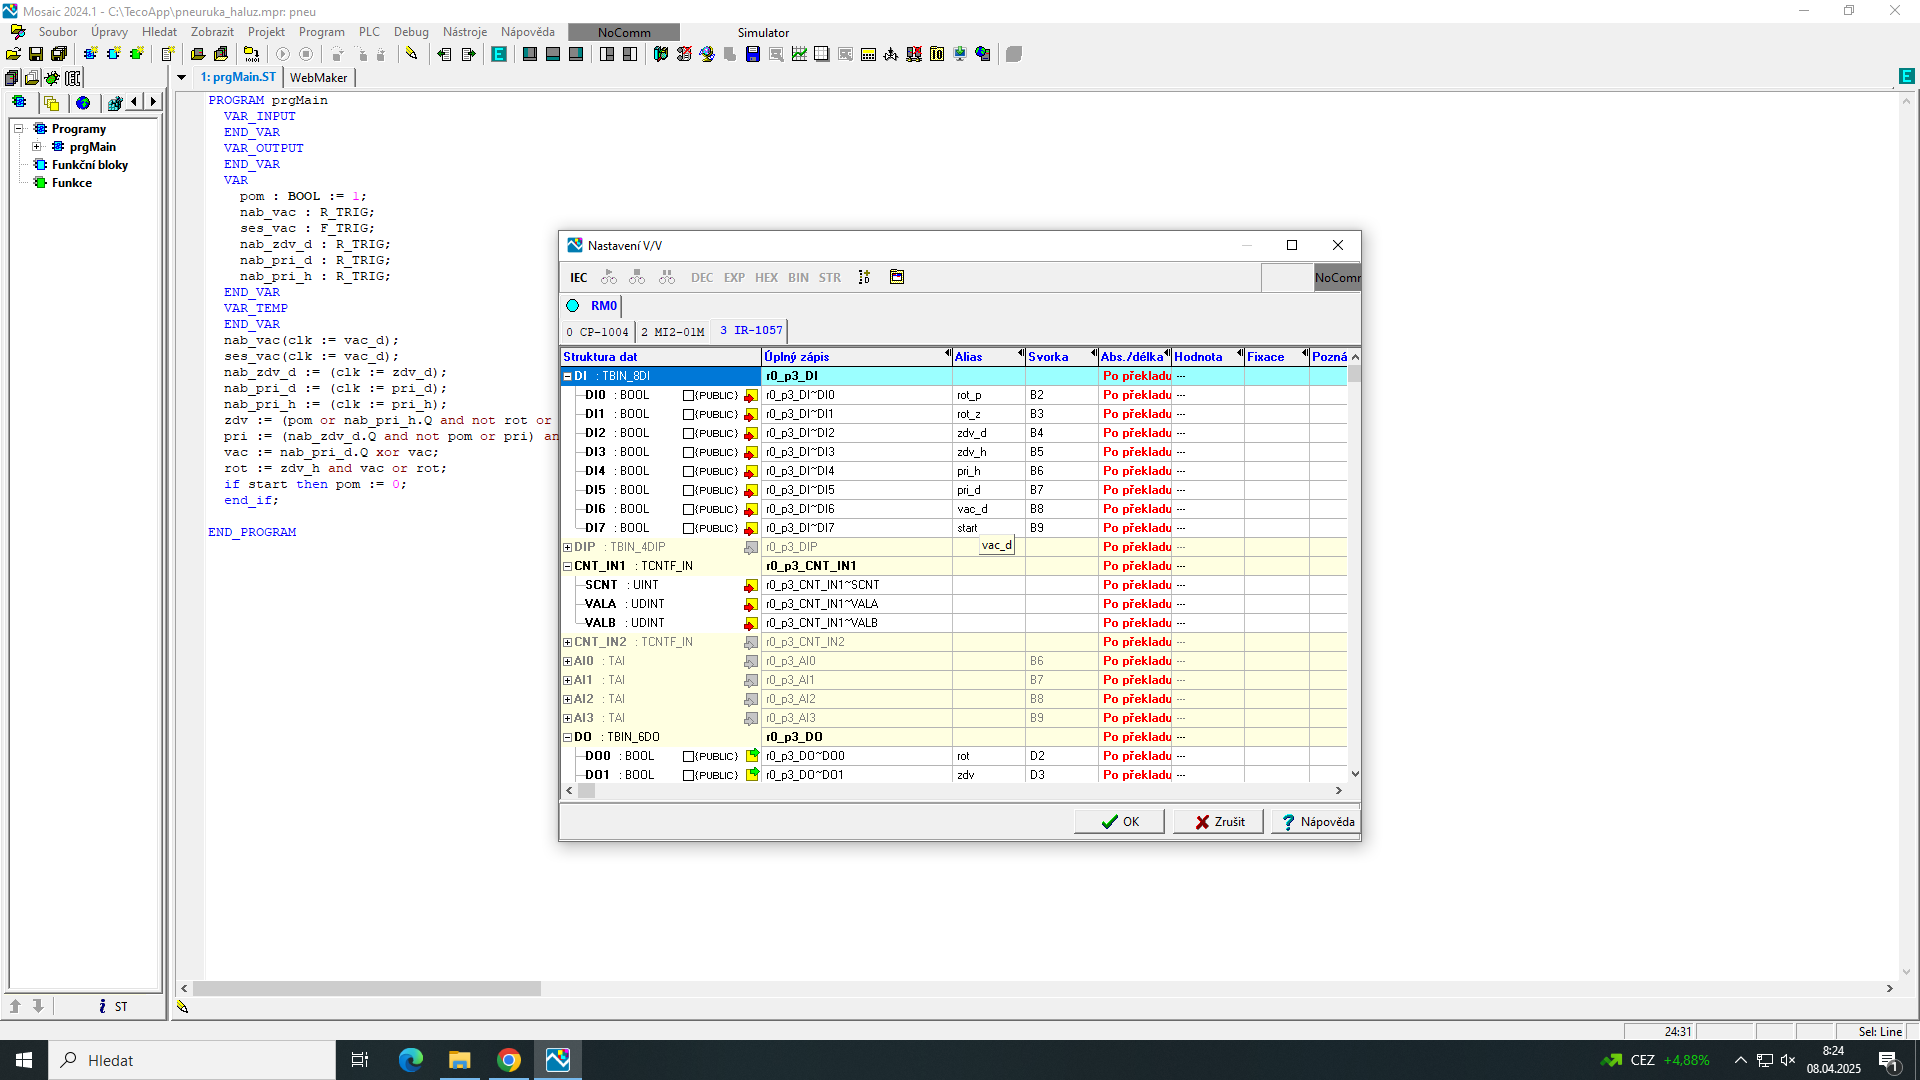 Mosaic 2024.1 - C:\TecoApp\pneuruka_haluz.mpr: pneu
Soubor Úpravy Hledat Zobrazit Projekt Program PLC Debug Nástroje Nápověda NoComm Simulator
1: prgMain.ST WebMaker
Programy
prgMain
Funkční bloky
Funkce
PROGRAM prgMain
VAR_INPUT
END_VAR
VAR_OUTPUT
END_VAR
VAR
pom : BOOL := 1;
nab_vac : R_TRIG;
ses_vac : F_TRIG;
nab_zdv_d : R_TRIG;
nab_pri_d : R_TRIG;
nab_pri_h : R_TRIG;
END_VAR
VAR_TEMP
END_VAR
nab_vac(clk := vac_d);
ses_vac(clk := vac_d);
nab_zdv_d := (clk := zdv_d);
nab_pri_d := (clk := pri_d);
nab_pri_h := (clk := pri_h);
zdv := (pom or nab_pri_h.Q and not rot or
pri := (nab_zdv_d.Q and not pom or pri) an
vac := nab_pri_d.Q xor vac;
rot := zdv_h and vac or rot;
if start then pom := 0;
end_if;
END_PROGRAM
Nastavení V/V
IEC DEC EXP HEX BIN STR NoComm
RM0
0 CP-1004 2 MI2-01M 3 IR-1057
Struktura dat Úplný zápis Alias Svorka Abs./délka Hodnota Fixace Pozná
DI : TBIN_8DI r0_p3_DI Po překladu ---
DI0 : BOOL {PUBLIC} r0_p3_DI~DI0 rot_p B2 Po překladu ---
DI1 : BOOL {PUBLIC} r0_p3_DI~DI1 rot_z B3 Po překladu ---
DI2 : BOOL {PUBLIC} r0_p3_DI~DI2 zdv_d B4 Po překladu ---
DI3 : BOOL {PUBLIC} r0_p3_DI~DI3 zdv_h B5 Po překladu ---
DI4 : BOOL {PUBLIC} r0_p3_DI~DI4 pri_h B6 Po překladu ---
DI5 : BOOL {PUBLIC} r0_p3_DI~DI5 pri_d B7 Po překladu ---
DI6 : BOOL {PUBLIC} r0_p3_DI~DI6 vac_d B8 Po překladu ---
DI7 : BOOL {PUBLIC} r0_p3_DI~DI7 start B9 Po překladu ---
vac_d
DIP : TBIN_4DIP r0_p3_DIP Po překladu ---
CNT_IN1 : TCNTF_IN r0_p3_CNT_IN1 Po překladu ---
SCNT : UINT r0_p3_CNT_IN1~SCNT Po překladu ---
VALA : UDINT r0_p3_CNT_IN1~VALA Po překladu ---
VALB : UDINT r0_p3_CNT_IN1~VALB Po překladu ---
CNT_IN2 : TCNTF_IN r0_p3_CNT_IN2 Po překladu ---
AI0 : TAI r0_p3_AI0 B6 Po překladu ---
AI1 : TAI r0_p3_AI1 B7 Po překladu ---
AI2 : TAI r0_p3_AI2 B8 Po překladu ---
AI3 : TAI r0_p3_AI3 B9 Po překladu ---
DO : TBIN_6DO r0_p3_DO Po překladu ---
DO0 : BOOL {PUBLIC} r0_p3_DO~DO0 rot D2 Po překladu ---
DO1 : BOOL {PUBLIC} r0_p3_DO~DO1 zdv D3 Po překladu ---
OK Zrušit Nápověda
i ST
24:31 Sel: Line
Hledat
CEZ +4,88%
8:24
08.04.2025
1